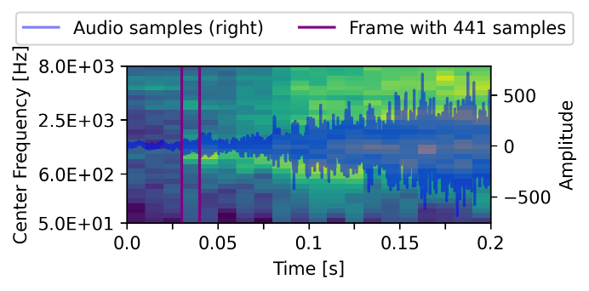 Audio samples (right)
Frame with 441 samples
Center Frequency [Hz]
8.0E+03
2.5E+03
6.0E+02
5.0E+01
500
0
−500
Amplitude
0.0
0.05
0.1
0.15
0.2
Time [s]